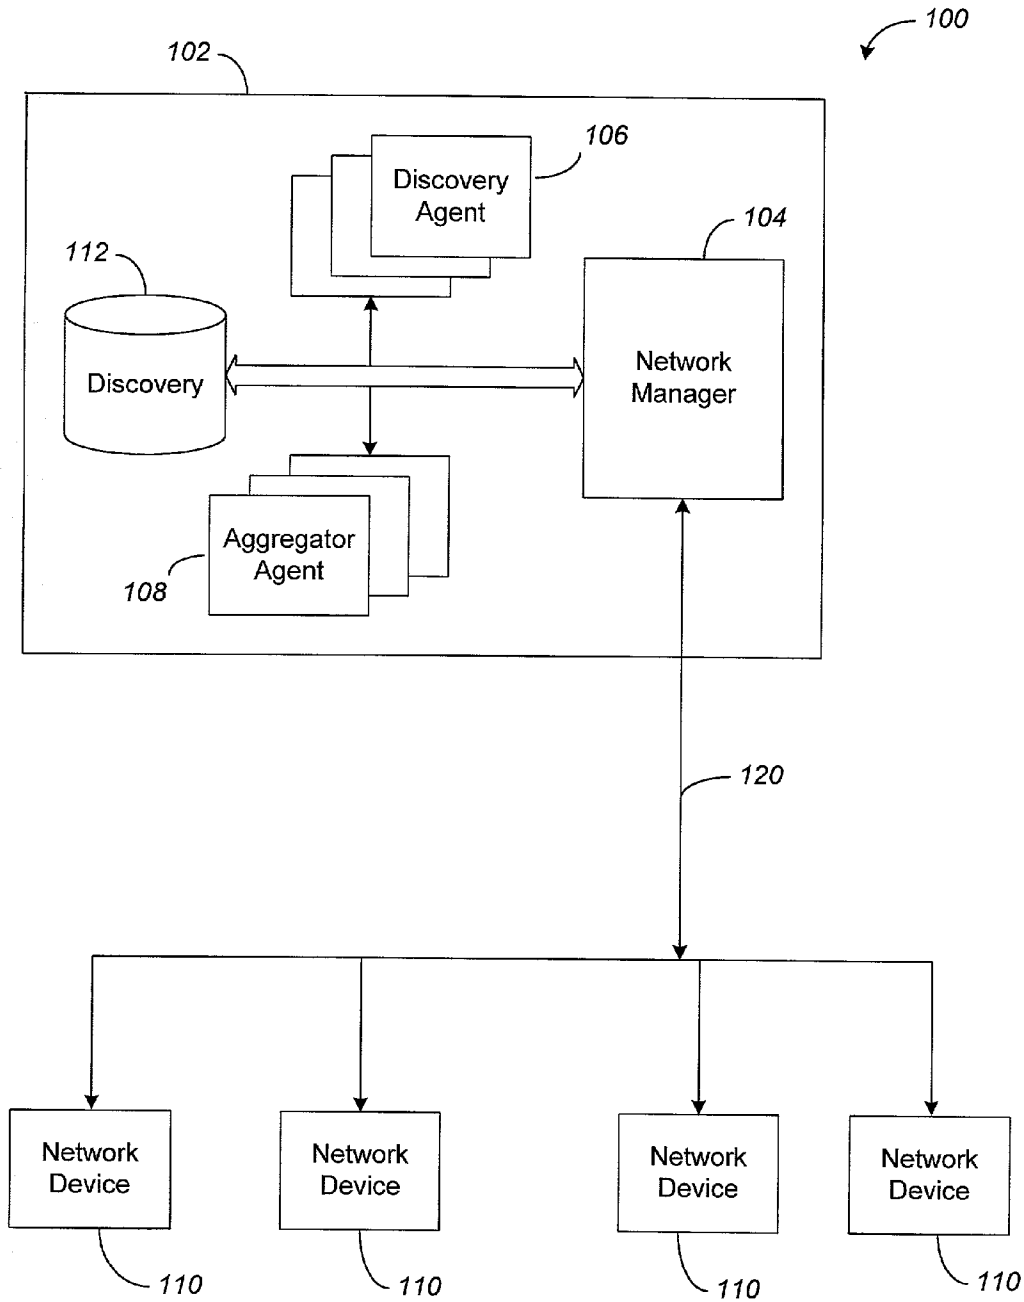 100
102
106
Discovery
Agent
104
112
Discovery
Network
Manager
Aggregator
Agent
108
120
Network
Device
Network
Device
Network
Device
Network
Device
110
110
110
110